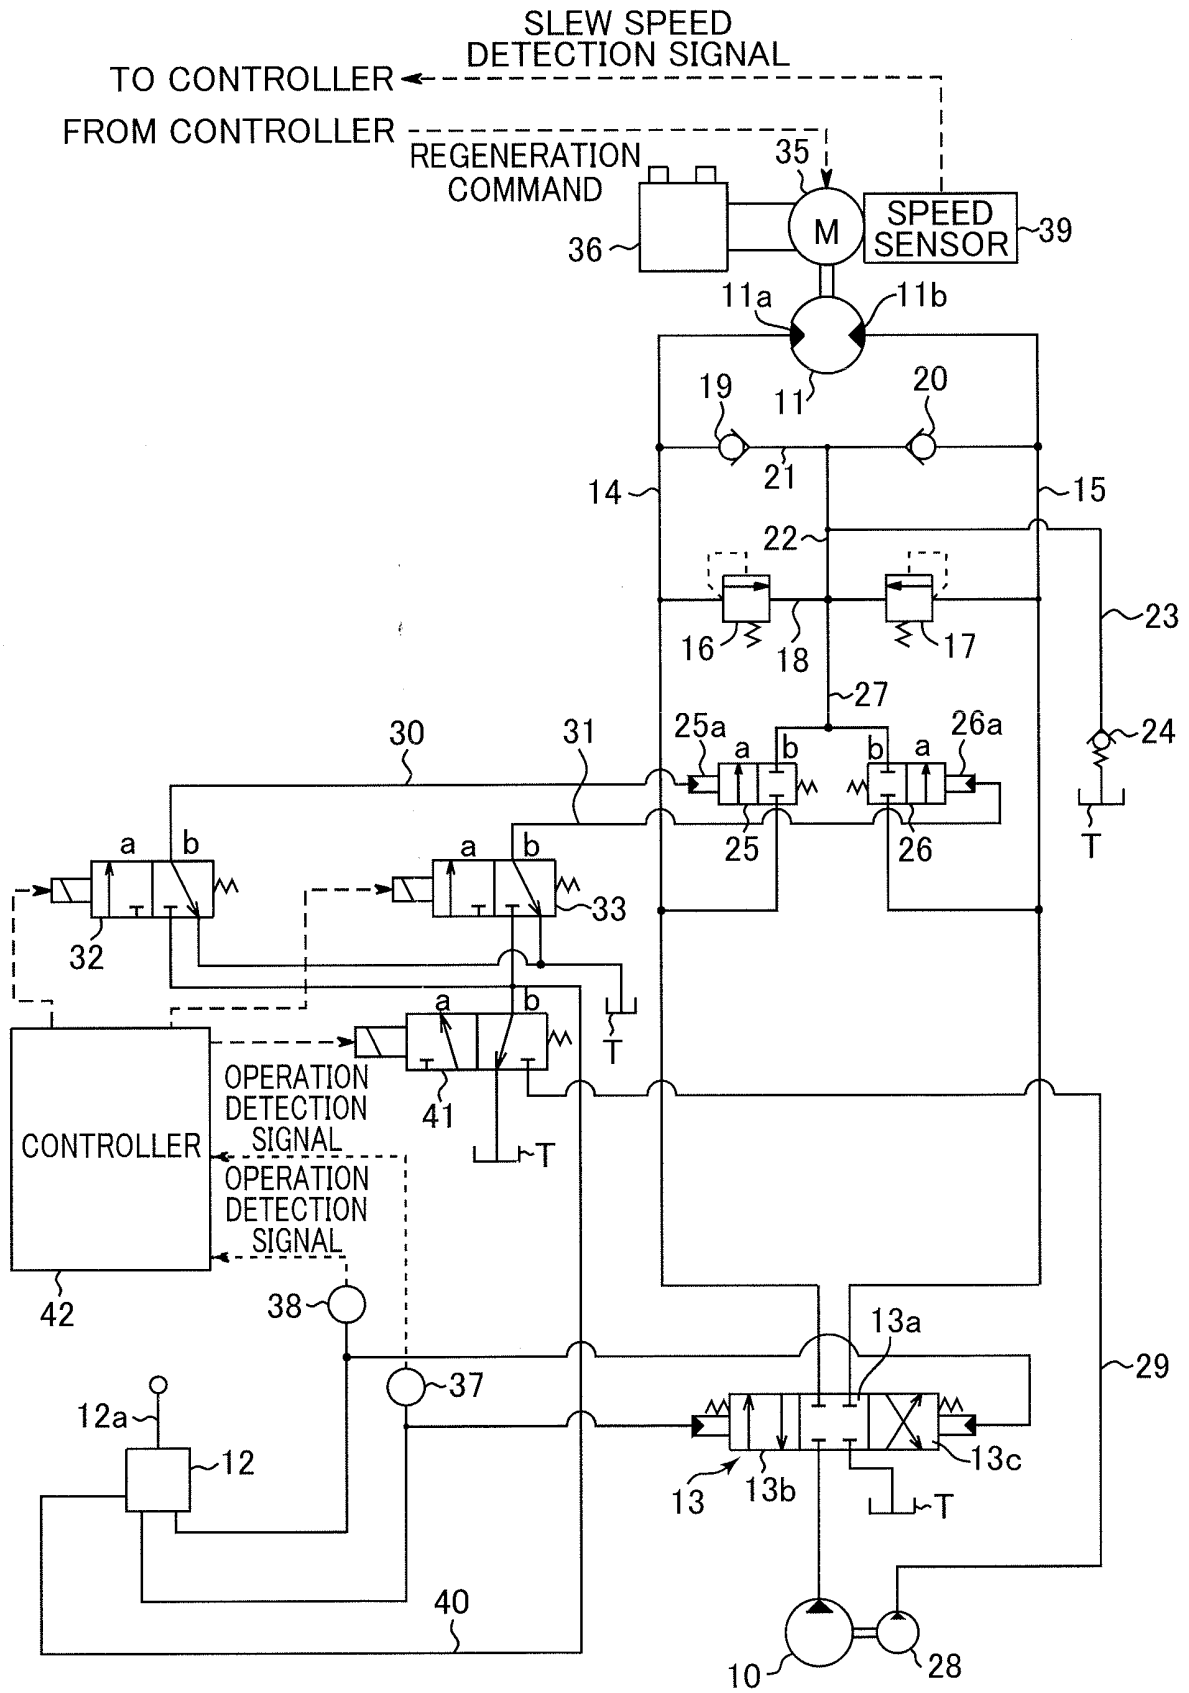 SLEW SPEED
DETECTION SIGNAL
TO CONTROLLER
FROM CONTROLLER
REGENERATION
COMMAND
35
M
SPEED
SENSOR
39
36
11a
11b
11
19
20
21
14
15
22
16
18
17
23
27
30
31
25a
a
b
b
a
26a
24
25
26
T
a
b
a
b
32
33
T
a
b
41
OPERATION
DETECTION
SIGNAL
CONTROLLER
T
OPERATION
DETECTION
SIGNAL
42
38
37
13a
29
12a
12
13
13b
13c
T
40
10
28